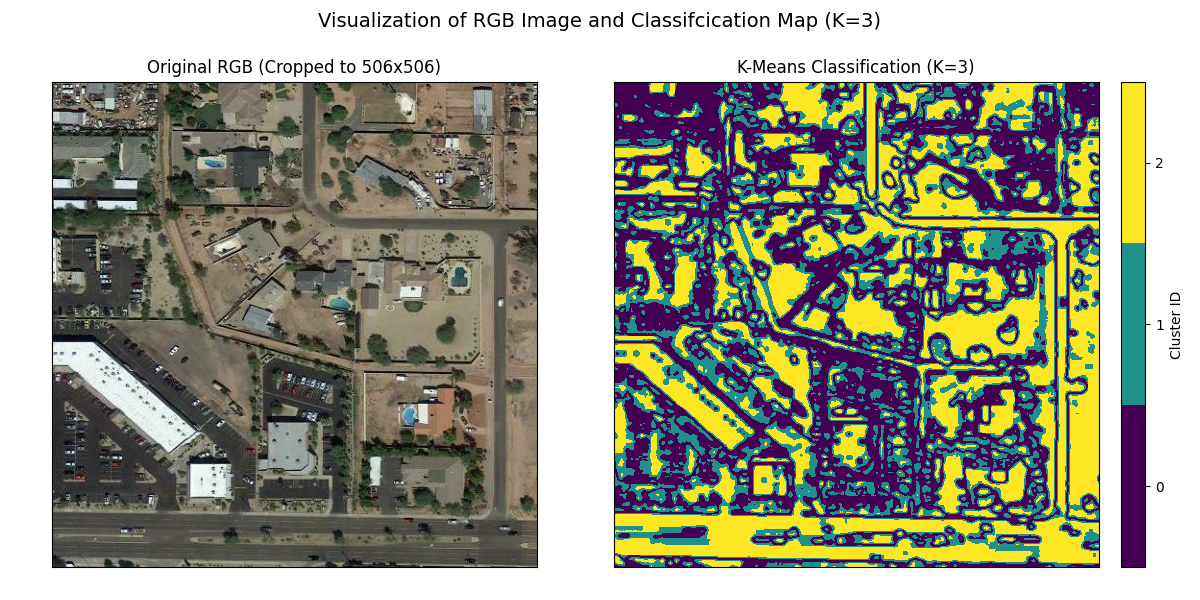 Visualization of RGB Image and Classifcication Map (K=3)
Original RGB (Cropped to 506x506)
K-Means Classification (K=3)
2
1
0
Cluster ID